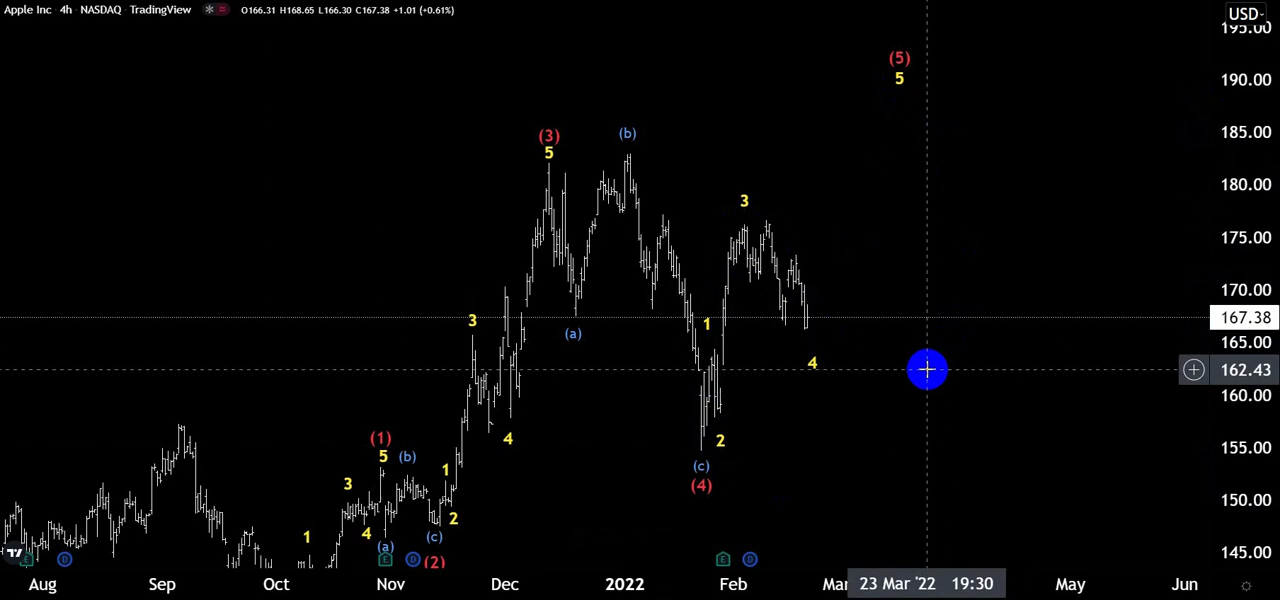 Apple Inc · 4h · NASDAQ · TradingView O166.31 H168.65 L166.30 C167.38 +1.01 (+0.61%)
USD
195.00
(5)
5
190.00
(3)
5
(b)
185.00
180.00
3
175.00
170.00
3
1
(a)
167.38
165.00
4
162.43
160.00
(1)
5
(b)
4
2
155.00
1
(c)
(4)
3
150.00
2
1
4
(a)
(c)
(2)
145.00
E
D
E
D
E
D
Aug Sep Oct Nov Dec 2022 Feb Mar 23 Mar '22 19:30 May Jun